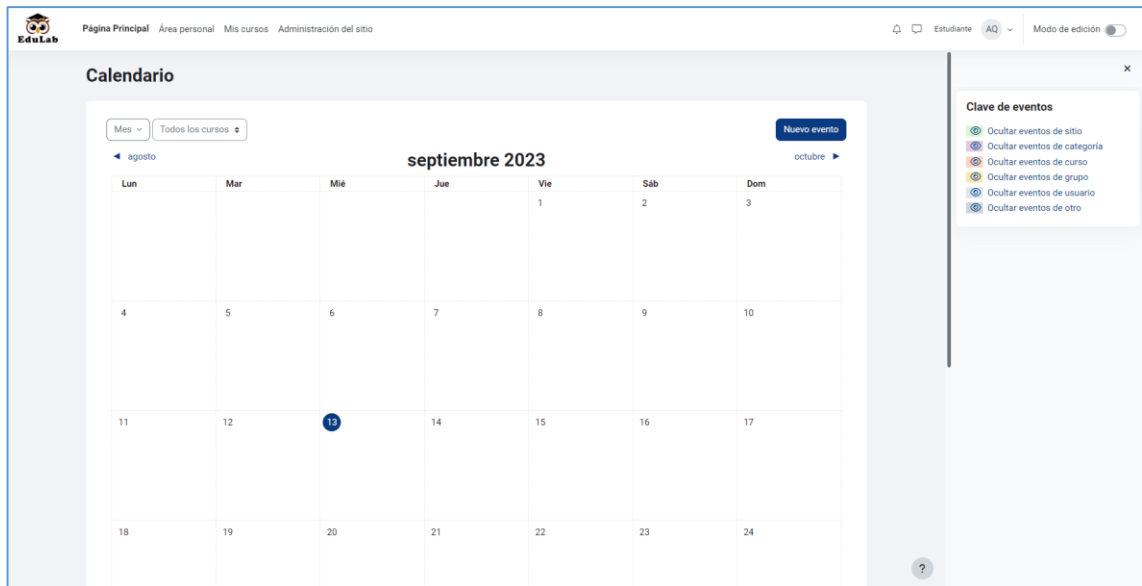 EduLab
Página Principal Área personal Mis cursos Administración del sitio
Estudiante AQ Modo de edición
Calendario
Mes Todos los cursos
Nuevo evento
agosto septiembre 2023 octubre
Lun Mar Mié Jue Vie Sáb Dom
1 2 3
4 5 6 7 8 9 10
11 12 13 14 15 16 17
18 19 20 21 22 23 24
?
Clave de eventos
Ocultar eventos de sitio
Ocultar eventos de categoría
Ocultar eventos de curso
Ocultar eventos de grupo
Ocultar eventos de usuario
Ocultar eventos de otro